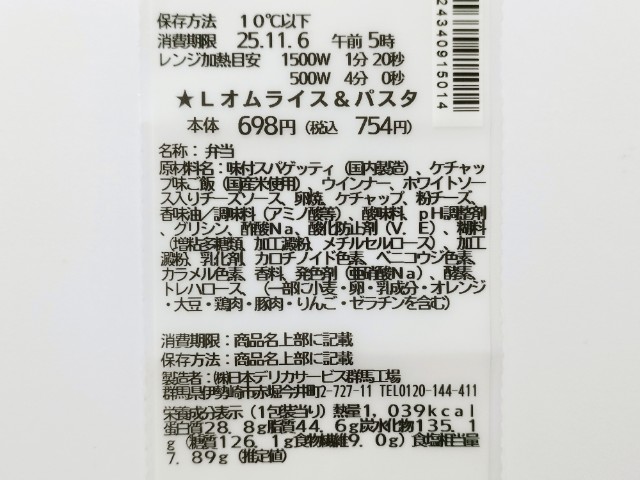 保存方法　10℃以下
消費期限　25.11.6　午前5時
レンジ加熱目安　1500W　1分20秒
500W　4分　0秒
★Lオムライス&パスタ
本体　698円（税込　754円）
名称：弁当
原材料名：味付スパゲッティ（国内製造）、ケチャッ
プ味ご飯（国産米使用）、ウインナー、ホワイトソー
ス入りチーズソース、卵焼、ケチャップ、粉チーズ、
香味油／調味料（アミノ酸等）、酸味料、pH調整剤
、グリシン、酢酸Na、酸化防止剤（V．E）、糊料
（増粘多糖類、加工澱粉、メチルセルロース）、加工
澱粉、乳化剤、カロチノイド色素、ベニコウジ色素、
カラメル色素、香料、発色剤（亜硝酸Na）、酵素、
トレハロース、（一部に小麦・卵・乳成分・オレンジ
・大豆・鶏肉・豚肉・りんご・ゼラチンを含む）
消費期限：商品名上部に記載
保存方法：商品名上部に記載
製造者：㈱日本デリカサービス群馬工場
群馬県伊勢崎市赤堀今井町2-727-11 TEL0120-144-411
栄養成分表示（1包装当り）熱量1，039kcal
蛋白質28．8g脂質44．6g炭水化物135．1
g（糖質126．1g食物繊維9．0g）食塩相当量
7．89g（推定値）
24340915014